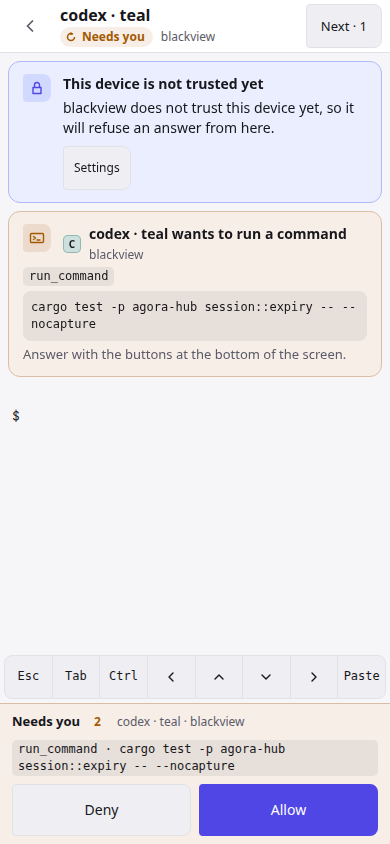 codex · teal
Needs you blackview
Next · 1
This device is not trusted yet
blackview does not trust this device yet, so it
will refuse an answer from here.
Settings
C codex · teal wants to run a command
blackview
run_command
cargo test -p agora-hub session::expiry -- --
nocapture
Answer with the buttons at the bottom of the screen.
$
Esc Tab Ctrl Paste
Needs you 2 codex · teal · blackview
run_command · cargo test -p agora-hub
session::expiry -- --nocapture
Deny Allow